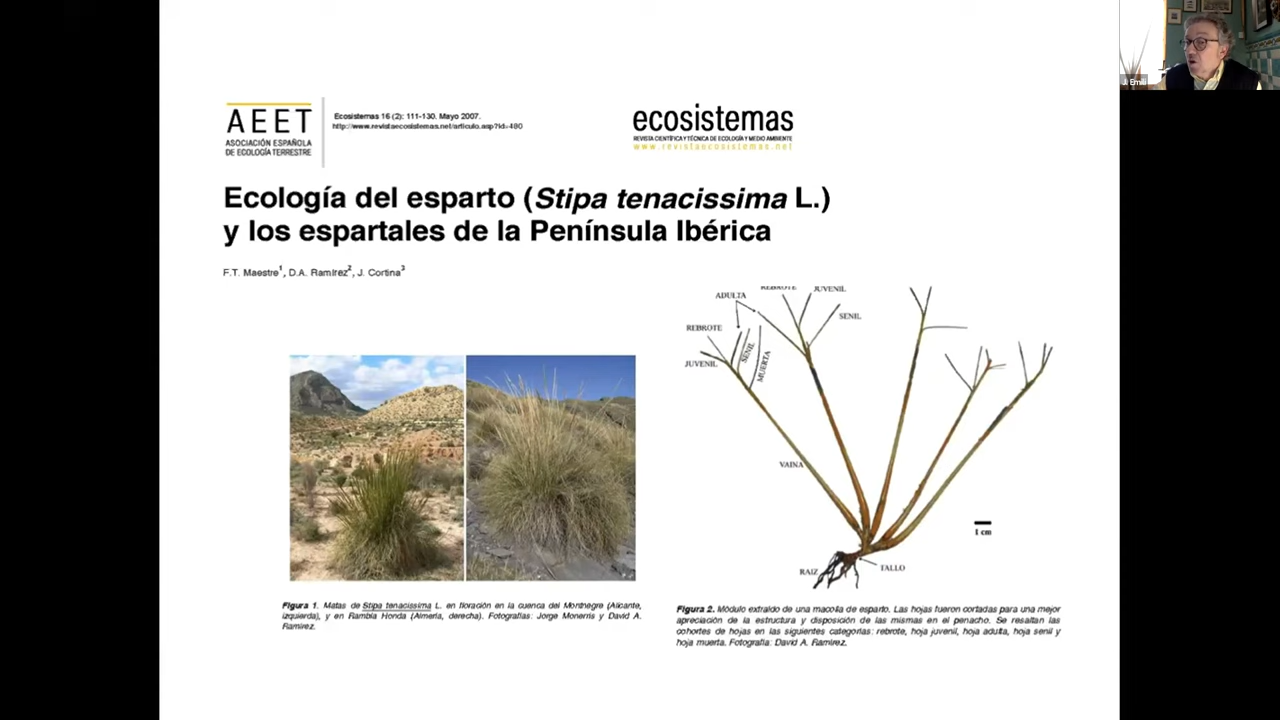 J. Emili
AEET
ASOCIACIÓN ESPAÑOLA
DE ECOLOGÍA TERRESTRE
Ecosistemas 16 (2): 111-130. Mayo 2007.
http://www.revistaecosistemas.net/articulo.asp?Id=480
ecosistemas
REVISTA CIENTÍFICA Y TÉCNICA DE ECOLOGÍA Y MEDIO AMBIENTE
www.revistaecosistemas.net
Ecología del esparto (Stipa tenacissima L.)
y los espartales de la Península Ibérica
F.T. Maestre1, D.A. Ramírez2, J. Cortina3
REBROTE
JUVENIL
ADULTA
SENIL
REBROTE
JUVENIL
SENIL
MUERTA
VAINA
1 cm
RAIZ
TALLO
Figura 1. Matas de Stipa tenacissima L. en floración en la cuenca del Montnegre (Alicante,
izquierda), y en Rambla Honda (Almería, derecha). Fotografías: Jorge Monerris y David A.
Ramírez.
Figura 2. Módulo extraído de una macolla de esparto. Las hojas fueron cortadas para una mejor
apreciación de la estructura y disposición de las mismas en el penacho. Se resaltan las
cohortes de hojas en las siguientes categorías: rebrote, hoja juvenil, hoja adulta, hoja senil y
hoja muerta. Fotografía: David A. Ramírez.